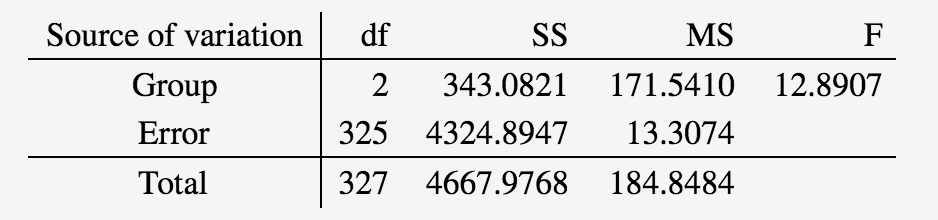 Source of variation df SS MS F
Group 2 343.0821 171.5410 12.8907
Error 325 4324.8947 13.3074
Total 327 4667.9768 184.8484